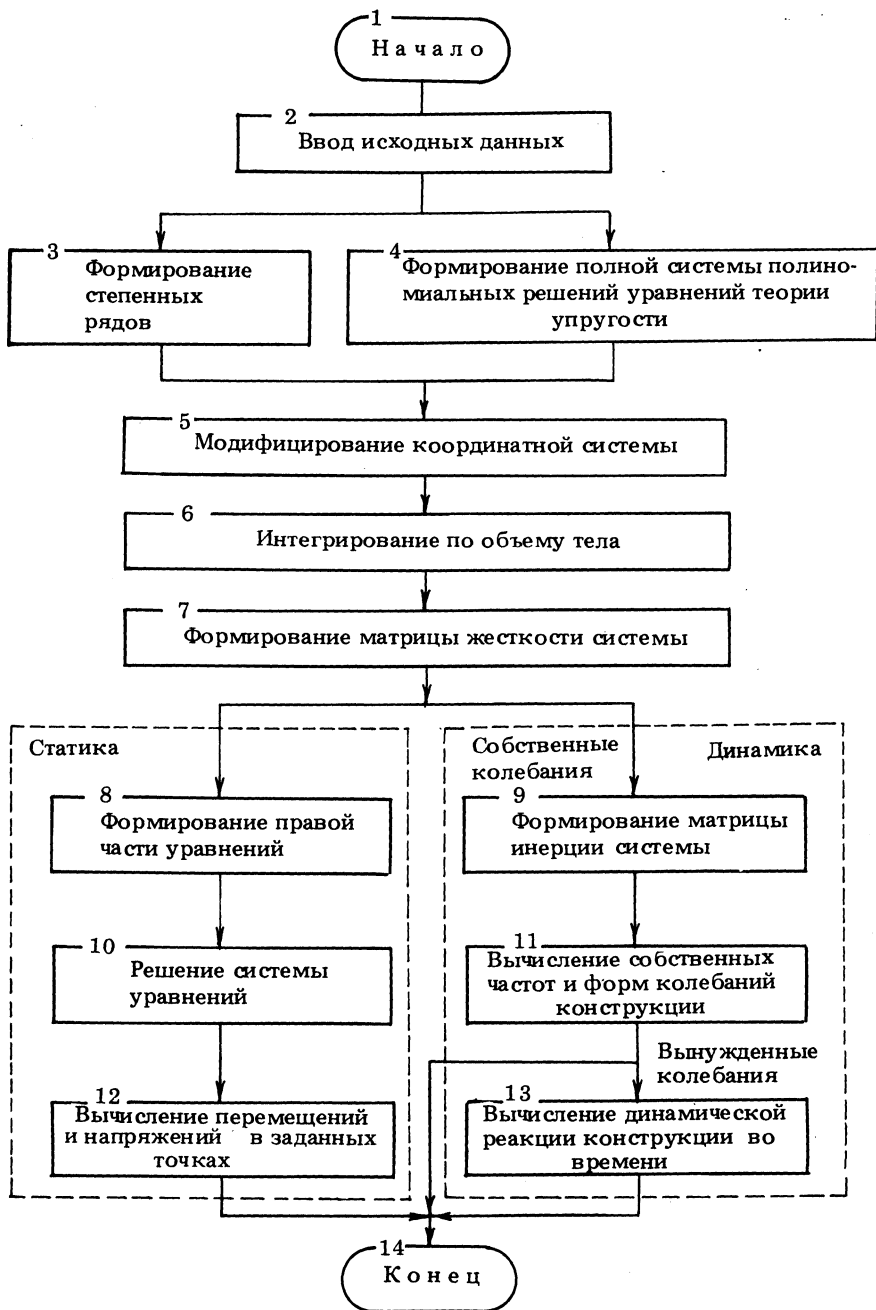 1
Начало
2
Ввод исходных данных
3
Формирование
степенных
рядов
4
Формирование полной системы полино-
миальных решений уравнений теории
упругости
5
Модифицирование координатной системы
6
Интегрирование по объему тела
7
Формирование матрицы жесткости системы
Статика
8
Формирование правой
части уравнений
10
Решение системы
уравнений
12
Вычисление перемещений
и напряжений в заданных
точках
Собственные
колебания
Динамика
9
Формирование матрицы
инерции системы
11
Вычисление собственных
частот и форм колебаний
конструкции
Вынужденные
колебания
13
Вычисление динамической
реакции конструкции во
времени
14
Конец